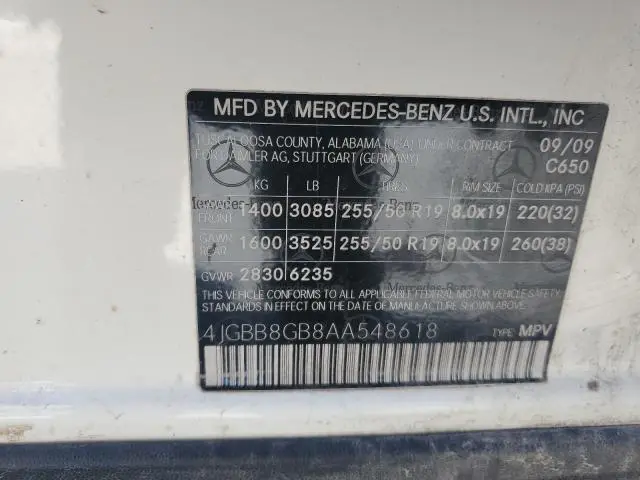 MFD BY MERCEDES-BENZ U.S. INTL., INC
TUSCALOOSA COUNTY, ALABAMA (USA) UNDER CONTRACT 09/09
FOR DAIMLER AG, STUTTGART (GERMANY) C650
KG LB TIRES RIM SIZE COLD KPA (PSI)
GAWR FRONT 1400 3085 255/50 R19 8.0x19 220(32)
GAWR REAR 1600 3525 255/50 R19 8.0x19 260(38)
GVWR 2830 6235
THIS VEHICLE CONFORMS TO ALL APPLICABLE FEDERAL MOTOR VEHICLE SAFETY
STANDARDS IN EFFECT ON THE DATE OF MANUFACTURE SHOWN ABOVE
4JGBB8GB8AA548618 TYPE: MPV